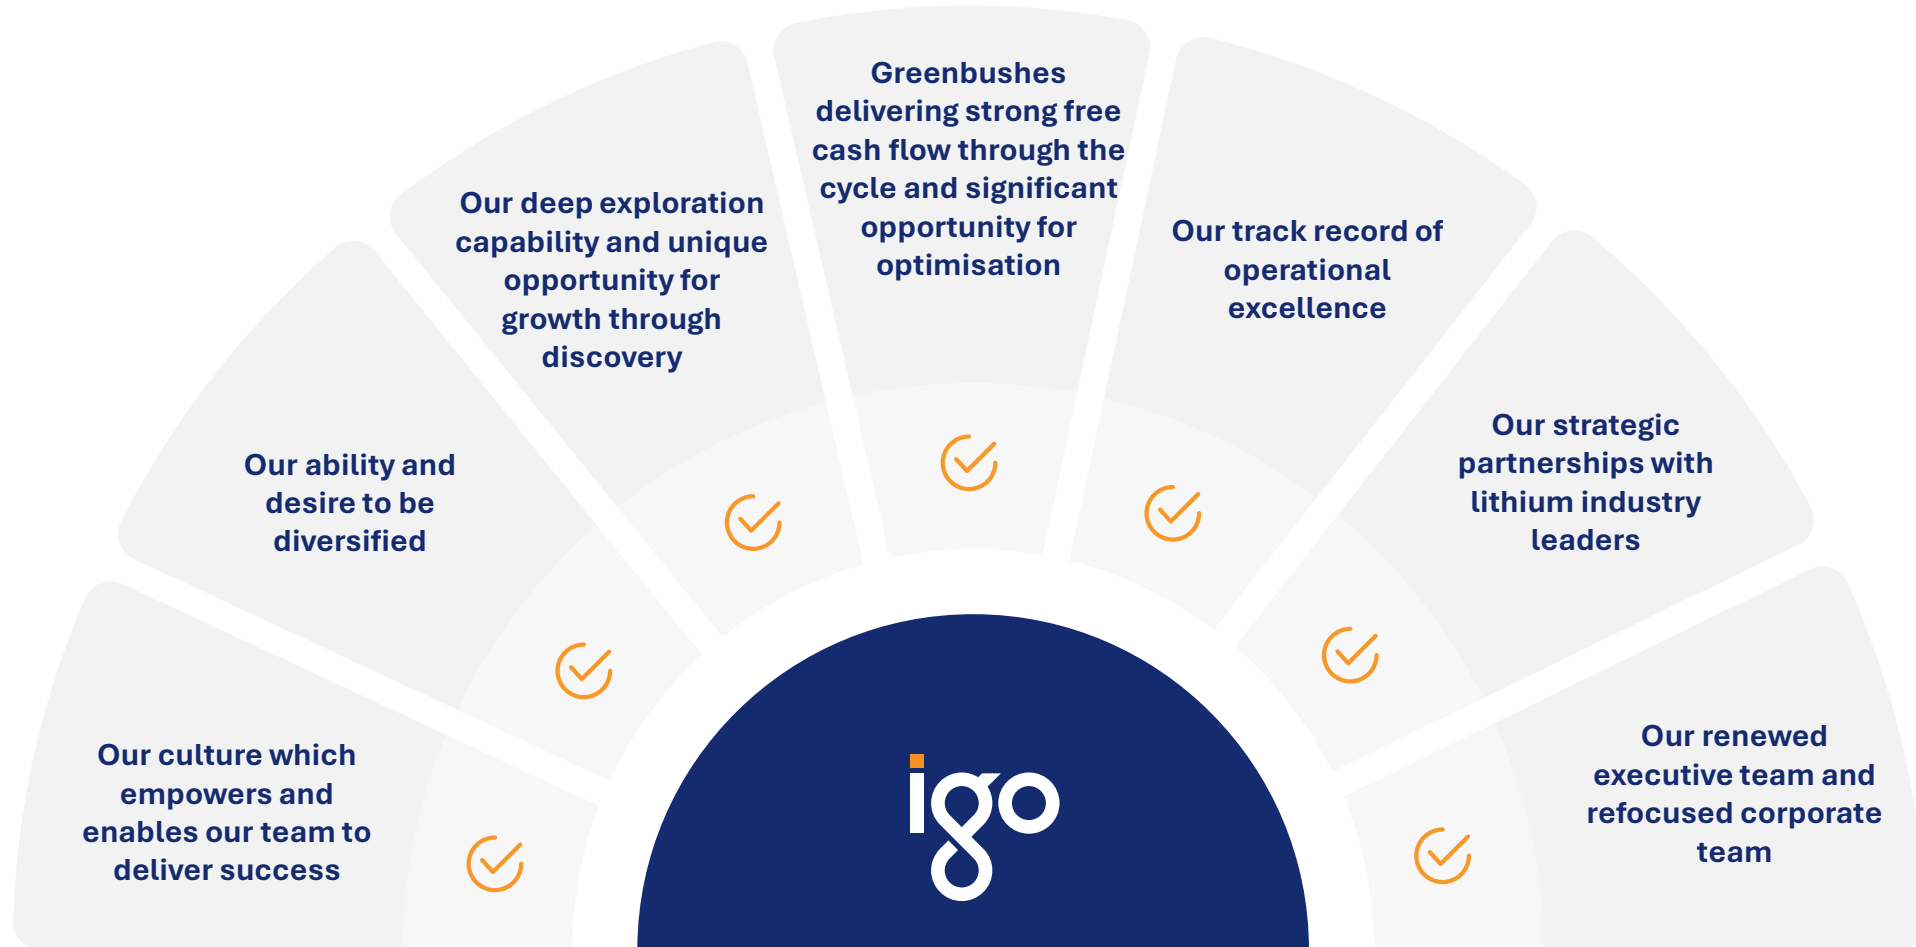 Our culture which
empowers and
enables our team to
deliver success
Our ability and
desire to be
diversified
Our deep exploration
capability and unique
opportunity for
growth through
discovery
Greenbushes
delivering strong free
cash flow through the
cycle and significant
opportunity for
optimisation
Our track record of
operational
excellence
Our strategic
partnerships with
lithium industry
leaders
Our renewed
executive team and
refocused corporate
team
igo